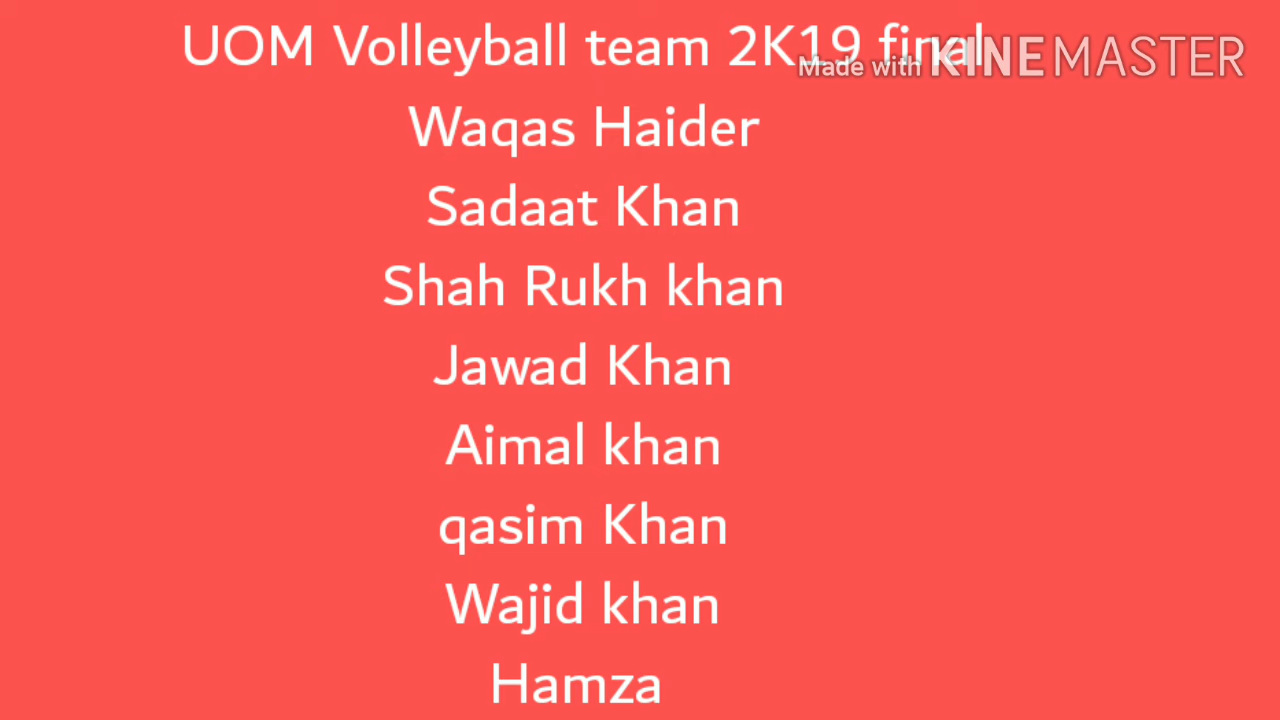 UOM Volleyball team 2K19 final
Made with KINEMASTER
Waqas Haider
Sadaat Khan
Shah Rukh khan
Jawad Khan
Aimal khan
qasim Khan
Wajid khan
Hamza